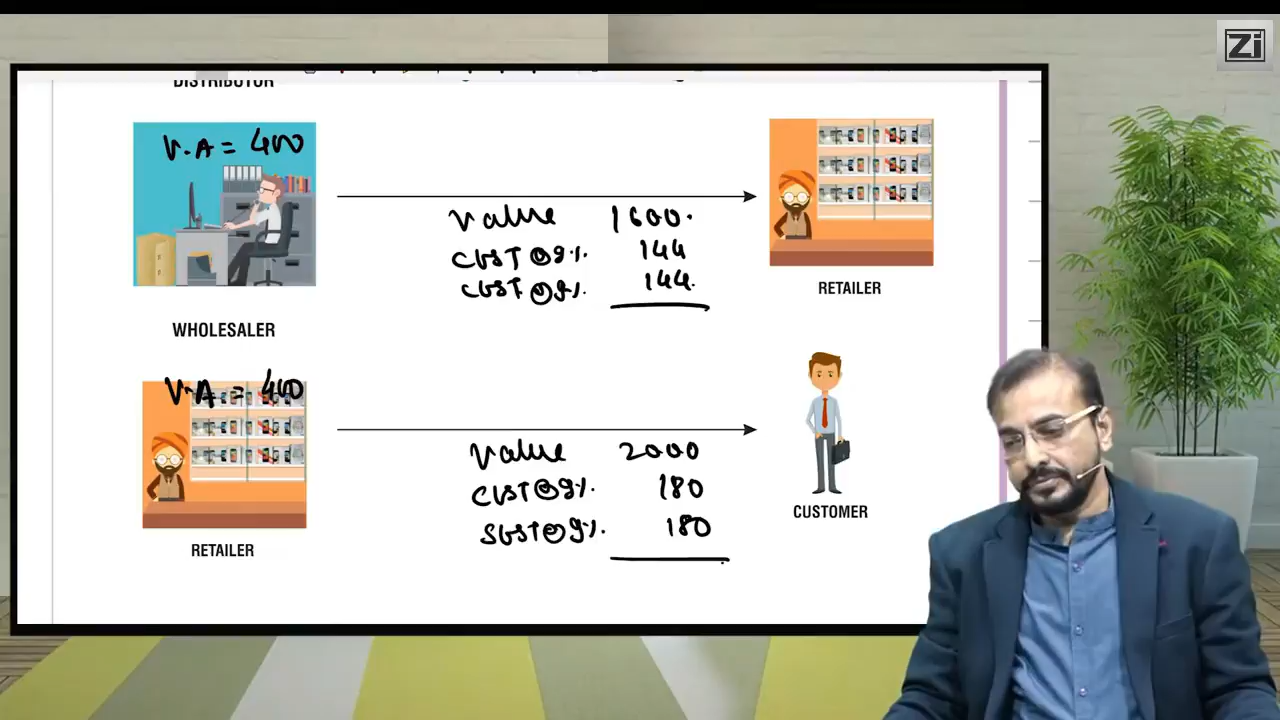 Zi
DISTRIBUTOR
V.A = 400
Value 1600.
CGST@9%. 144
CGST@9%. 144.
WHOLESALER
RETAILER
V.A = 400
Value 2000
CGST@9%. 180
SGST@9%. 180
RETAILER
CUSTOMER